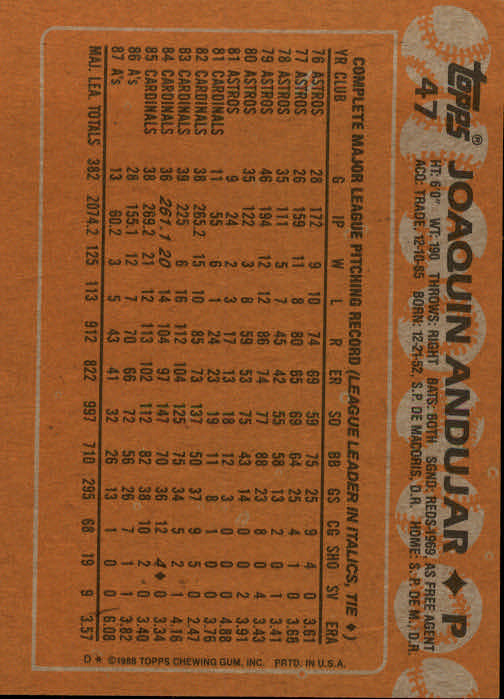 topps®
47
JOAQUIN ANDUJAR ♦ P
HT: 6'0" WT: 190 THROWS: RIGHT BATS: BOTH SGND: REDS-1969, AS FREE AGENT
ACQ: TRADE, 12-10-85 BORN: 12-21-52, S.P. DE MACORIS, D.R. HOME: S. P. DE M., D.R.
COMPLETE MAJOR LEAGUE PITCHING RECORD (LEAGUE LEADER IN ITALICS, TIE ♦)
YR CLUB G IP W L R ER SO BB GS CG SHO SV ERA
76 ASTROS 28 172 9 10 74 69 59 75 25 9 4 0 3.61
77 ASTROS 26 159 11 8 80 65 69 64 25 4 1 0 3.68
78 ASTROS 35 111 5 7 45 42 55 58 13 2 0 1 3.41
79 ASTROS 46 194 12 12 86 74 77 88 23 8 0 4 3.43
80 ASTROS 35 122 3 8 59 53 75 43 14 0 0 2 3.91
81 ASTROS 9 24 2 3 17 13 18 12 3 0 0 0 4.88
81 CARDINALS 11 55 6 1 24 23 19 11 8 1 0 0 3.76
82 CARDINALS 38 265.2 15 10 85 73 137 50 37 9 5 0 2.47
83 CARDINALS 39 225 6 16 112 104 125 75 34 5 2 1 4.16
84 CARDINALS 36 267.1 20 14 104 97 147 70 36 12 4♦ 0 3.34
85 CARDINALS 38 269.2 21 12 113 102 112 82 38 10 2 0 3.40
86 A's 28 155.1 12 7 70 66 72 56 26 7 1 1 3.82
87 A's 13 60.2 3 5 43 41 32 26 13 1 0 0 6.08
MAJ. LEA. TOTALS 382 2074.2 125 113 912 822 997 710 295 68 19 9 3.57
D* ©1988 TOPPS CHEWING GUM, INC. PRTD. IN U.S.A.